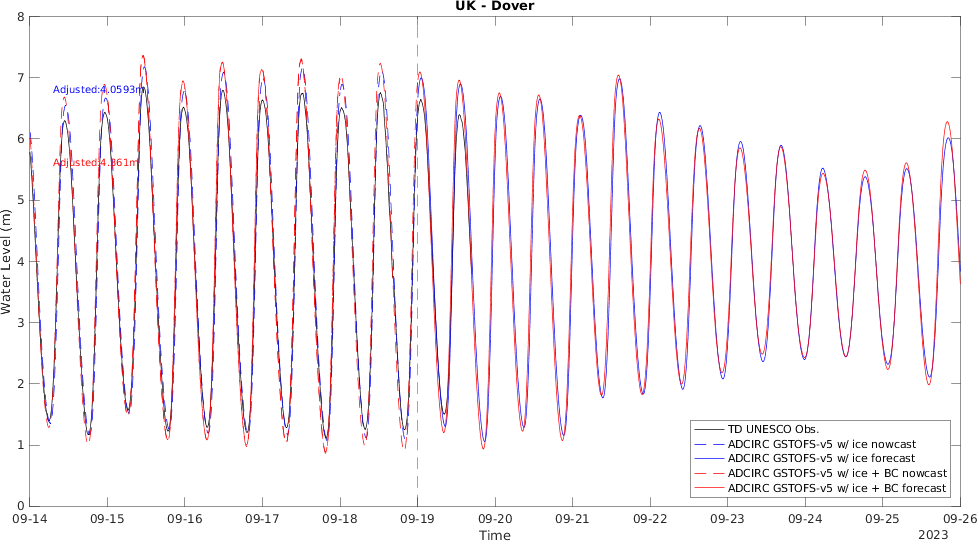 UK - Dover
8
7
6
5
4
3
2
1
0
Water Level (m)
Adjusted:4.0593m
Adjusted:4.361m
TD UNESCO Obs.
ADCIRC GSTOFS-v5 w/ ice nowcast
ADCIRC GSTOFS-v5 w/ ice forecast
ADCIRC GSTOFS-v5 w/ ice + BC nowcast
ADCIRC GSTOFS-v5 w/ ice + BC forecast
09-14 09-15 09-16 09-17 09-18 09-19 09-20 09-21 09-22 09-23 09-24 09-25 09-26
Time
2023